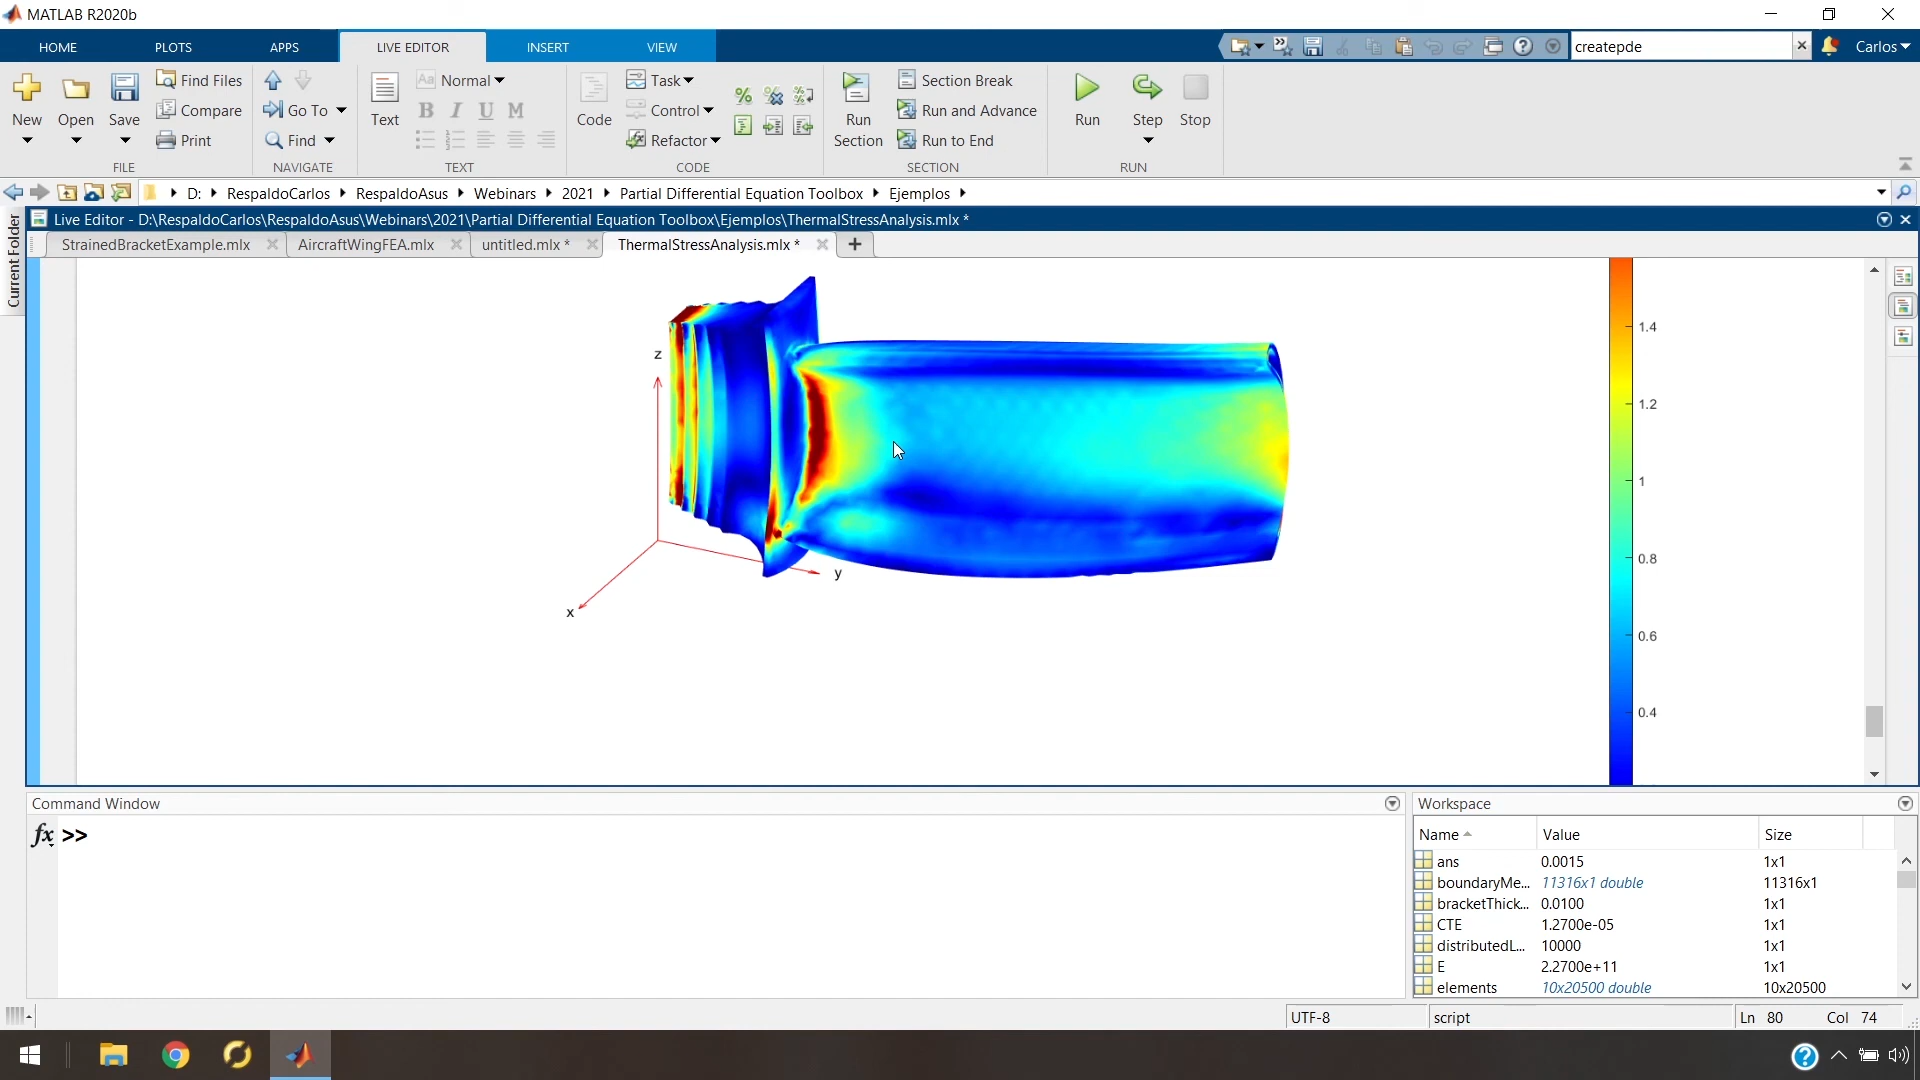 MATLAB R2020b
HOME PLOTS APPS LIVE EDITOR INSERT VIEW createpde Carlos
New Open Save Find Files Compare Print
FILE
Go To Find
NAVIGATE
Text Aa Normal B I U M
TEXT
Code Task Control Refactor
CODE
Run Section Section Break Run and Advance Run to End
SECTION
Run Step Stop
RUN
D: RespaldoCarlos RespaldoAsus Webinars 2021 Partial Differential Equation Toolbox Ejemplos
Current Folder
Live Editor - D:\RespaldoCarlos\RespaldoAsus\Webinars\2021\Partial Differential Equation Toolbox\Ejemplos\ThermalStressAnalysis.mlx *
StrainedBracketExample.mlx AircraftWingFEA.mlx untitled.mlx * ThermalStressAnalysis.mlx *
z
y
x
1.4
1.2
1
0.8
0.6
0.4
Command Window
fx >>
Workspace
Name Value Size
ans 0.0015 1x1
boundaryMe... 11316x1 double 11316x1
bracketThick... 0.0100 1x1
CTE 1.2700e-05 1x1
distributedL... 10000 1x1
E 2.2700e+11 1x1
elements 10x20500 double 10x20500
UTF-8 script Ln 80 Col 74